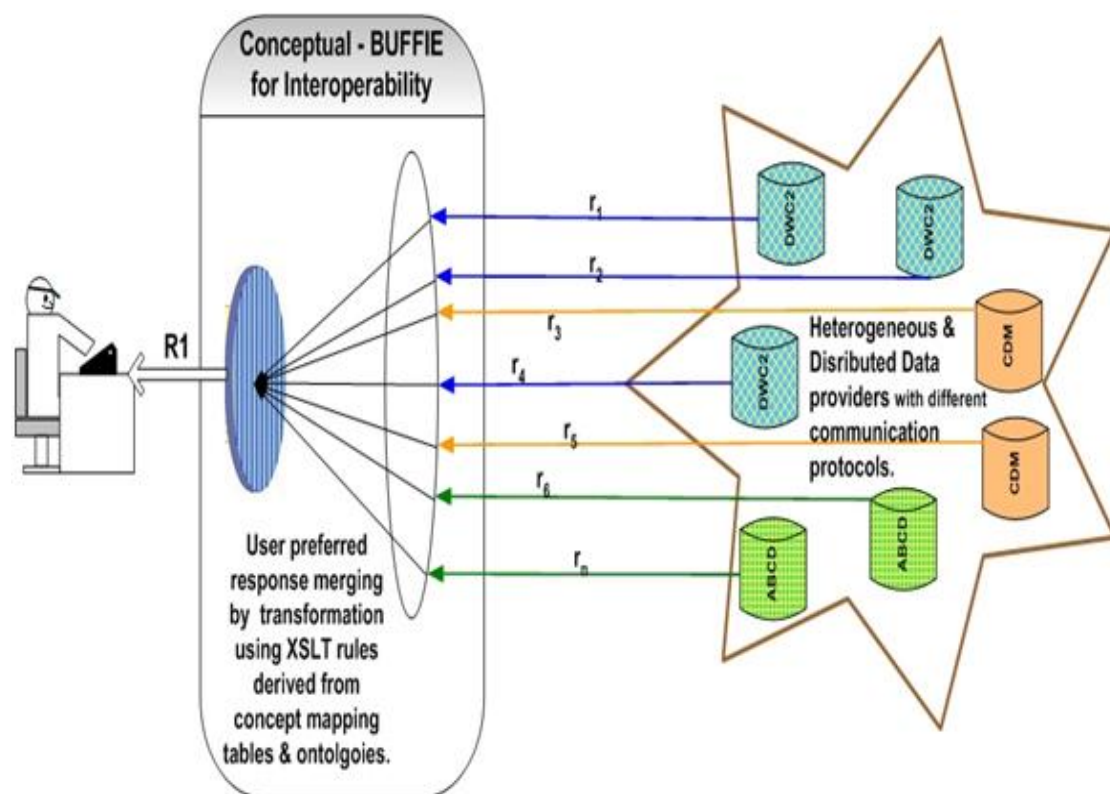 Conceptual - BUFFIE
for Interoperability
R1
User preferred
response merging
by transformation
using XSLT rules
derived from
concept mapping
tables & ontolgoies.
r1
r2
r3
r4
r5
r6
rn
DWC2
DWC2
CDM
DWC2
CDM
ABCD
ABCD
Heterogeneous &
Disributed Data
providers with different
communication
protocols.